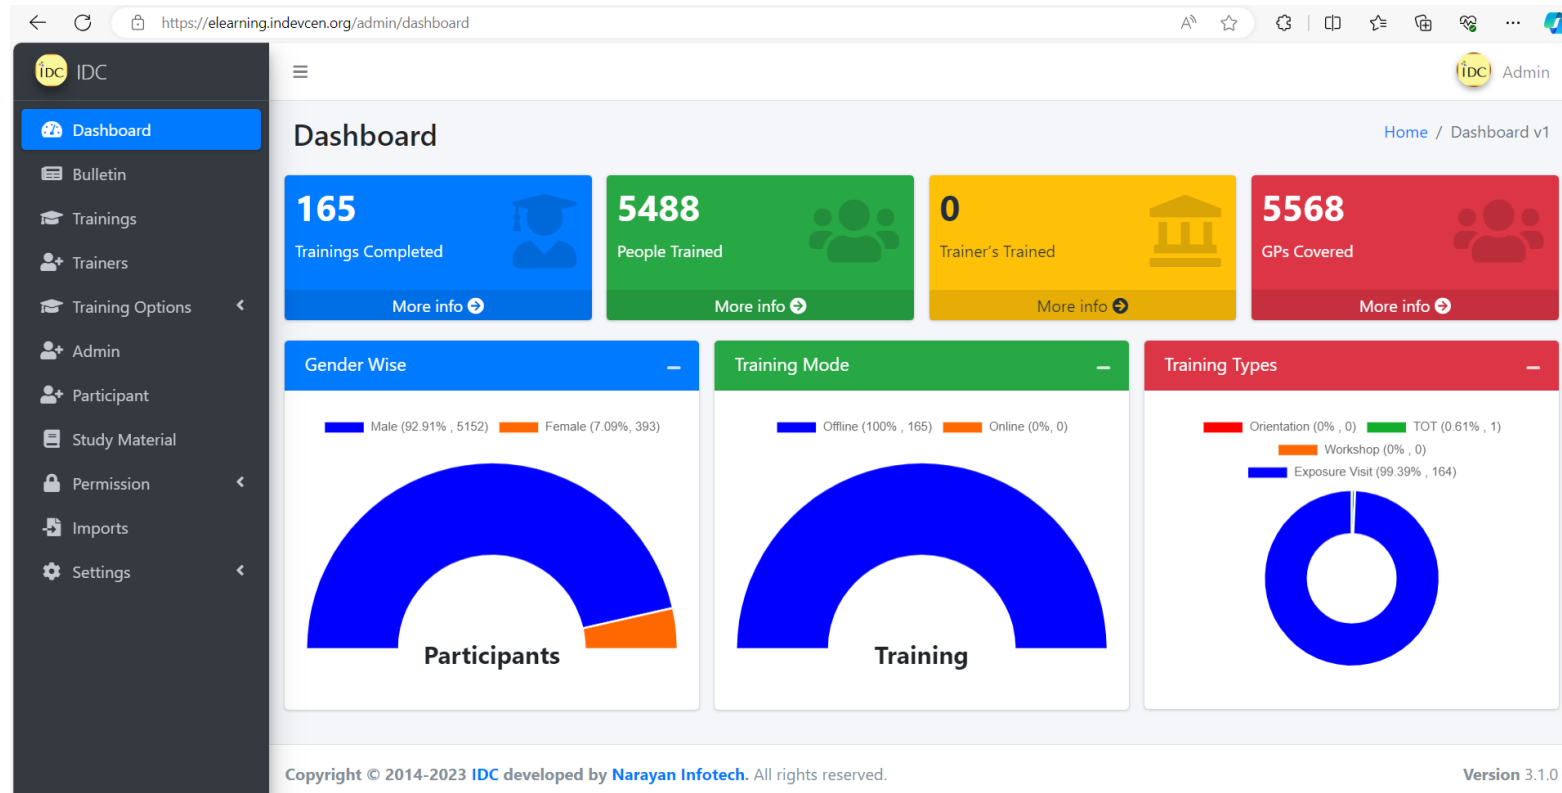 https://elearning.indevcen.org/admin/dashboard
IDC IDC
IDC Admin
Dashboard
Bulletin
Trainings
Trainers
Training Options
Admin
Participant
Study Material
Permission
Imports
Settings
Dashboard
Home / Dashboard v1
165
Trainings Completed
More info
5488
People Trained
More info
0
Trainer's Trained
More info
5568
GPs Covered
More info
Gender Wise
Male (92.91% , 5152) Female (7.09%, 393)
Participants
Training Mode
Offline (100% , 165) Online (0%, 0)
Training
Training Types
Orientation (0% , 0) TOT (0.61% , 1)
Workshop (0% , 0)
Exposure Visit (99.39% , 164)
Copyright © 2014-2023 IDC developed by Narayan Infotech. All rights reserved.
Version 3.1.0